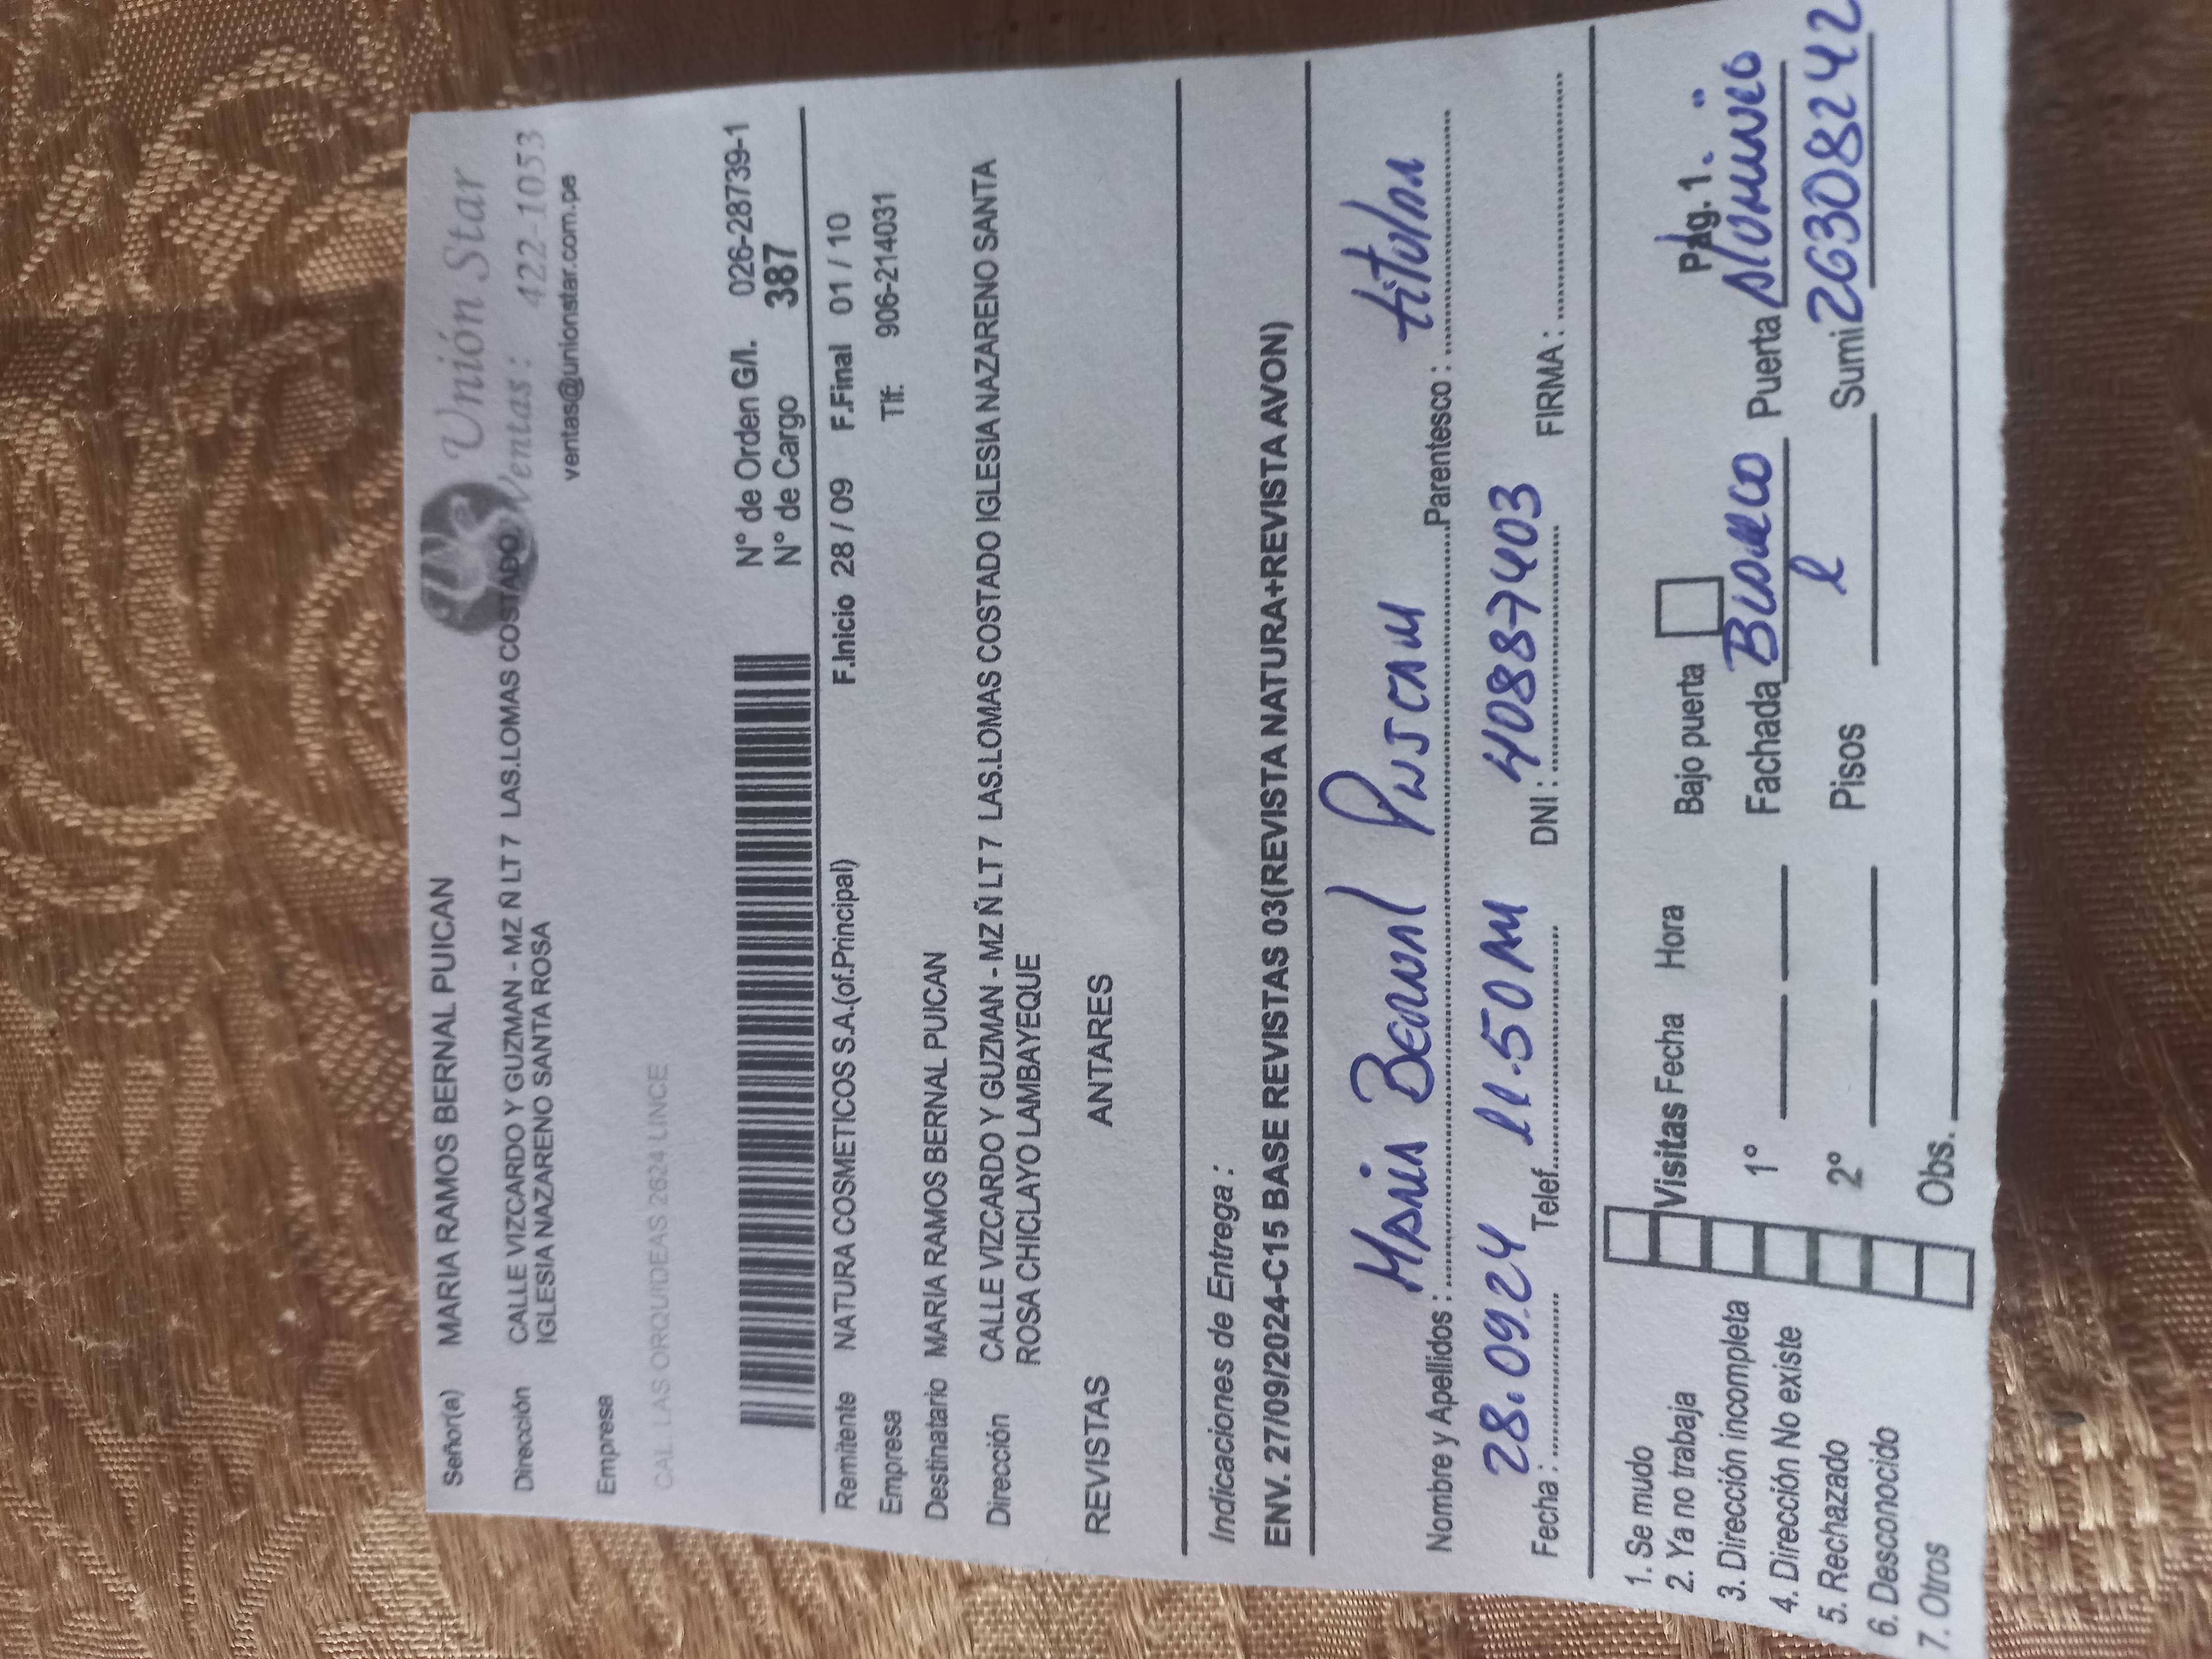 Unión Star
Ventas: 422-1053
ventas@unionstar.com.pe
Señor(a) MARIA RAMOS BERNAL PUICAN
Dirección CALLE VIZCARDO Y GUZMAN - MZ Ñ LT 7 LAS.LOMAS COSTADO
IGLESIA NAZARENO SANTA ROSA
Empresa
CAL. LAS ORQUIDEAS 2624 LINCE
N° de Orden G/I. 026-28739-1
N° de Cargo 387
Remitente NATURA COSMETICOS S.A.(of.Principal) F.Inicio 28 / 09 F.Final 01 / 10
Empresa Tlf. 906-214031
Destinatario MARIA RAMOS BERNAL PUICAN
Dirección CALLE VIZCARDO Y GUZMAN - MZ Ñ LT 7 LAS.LOMAS COSTADO IGLESIA NAZARENO SANTA
ROSA CHICLAYO LAMBAYEQUE
REVISTAS ANTARES
Indicaciones de Entrega :
ENV. 27/09/2024-C15 BASE REVISTAS 03(REVISTA NATURA+REVISTA AVON)
Nombre y Apellidos : Maria Bernal Puican Parentesco : titular
Fecha : 28.09.24 Telef. 11.50 AM DNI : 40887403 FIRMA :
1. Se mudo
2. Ya no trabaja Visitas Fecha Hora Bajo puerta Pág. 1.
3. Dirección incompleta
4. Dirección No existe 1° Fachada Blanco Puerta Aluminio
5. Rechazado
6. Desconocido 2° Pisos 1 Sumi 26308242
7. Otros Obs.